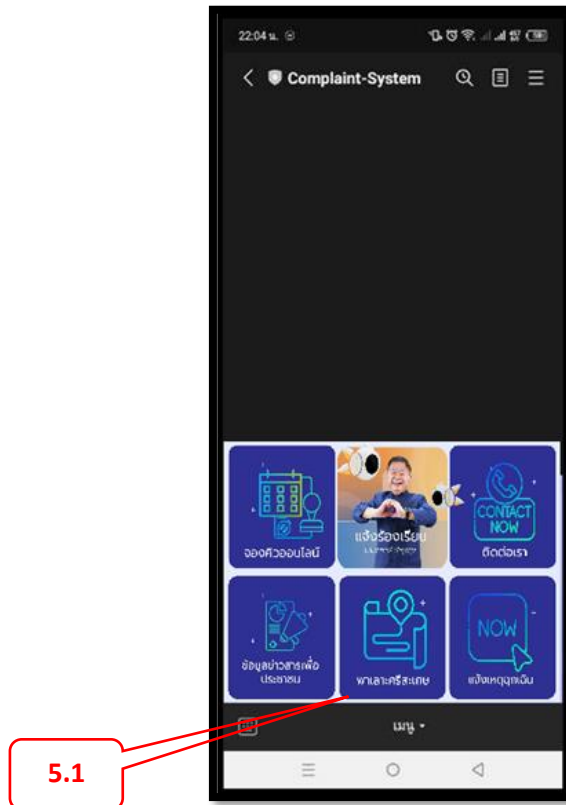 22:04 น.
Complaint-System
จองคิวออนไลน์
แจ้งร้องเรียน
CONTACT
NOW
ติดต่อเรา
ข้อมูลข่าวสารเพื่อ
ประชาชน
พาเลาะศรีสะเกษ
NOW
แจ้งเหตุฉุกเฉิน
เมนู
5.1